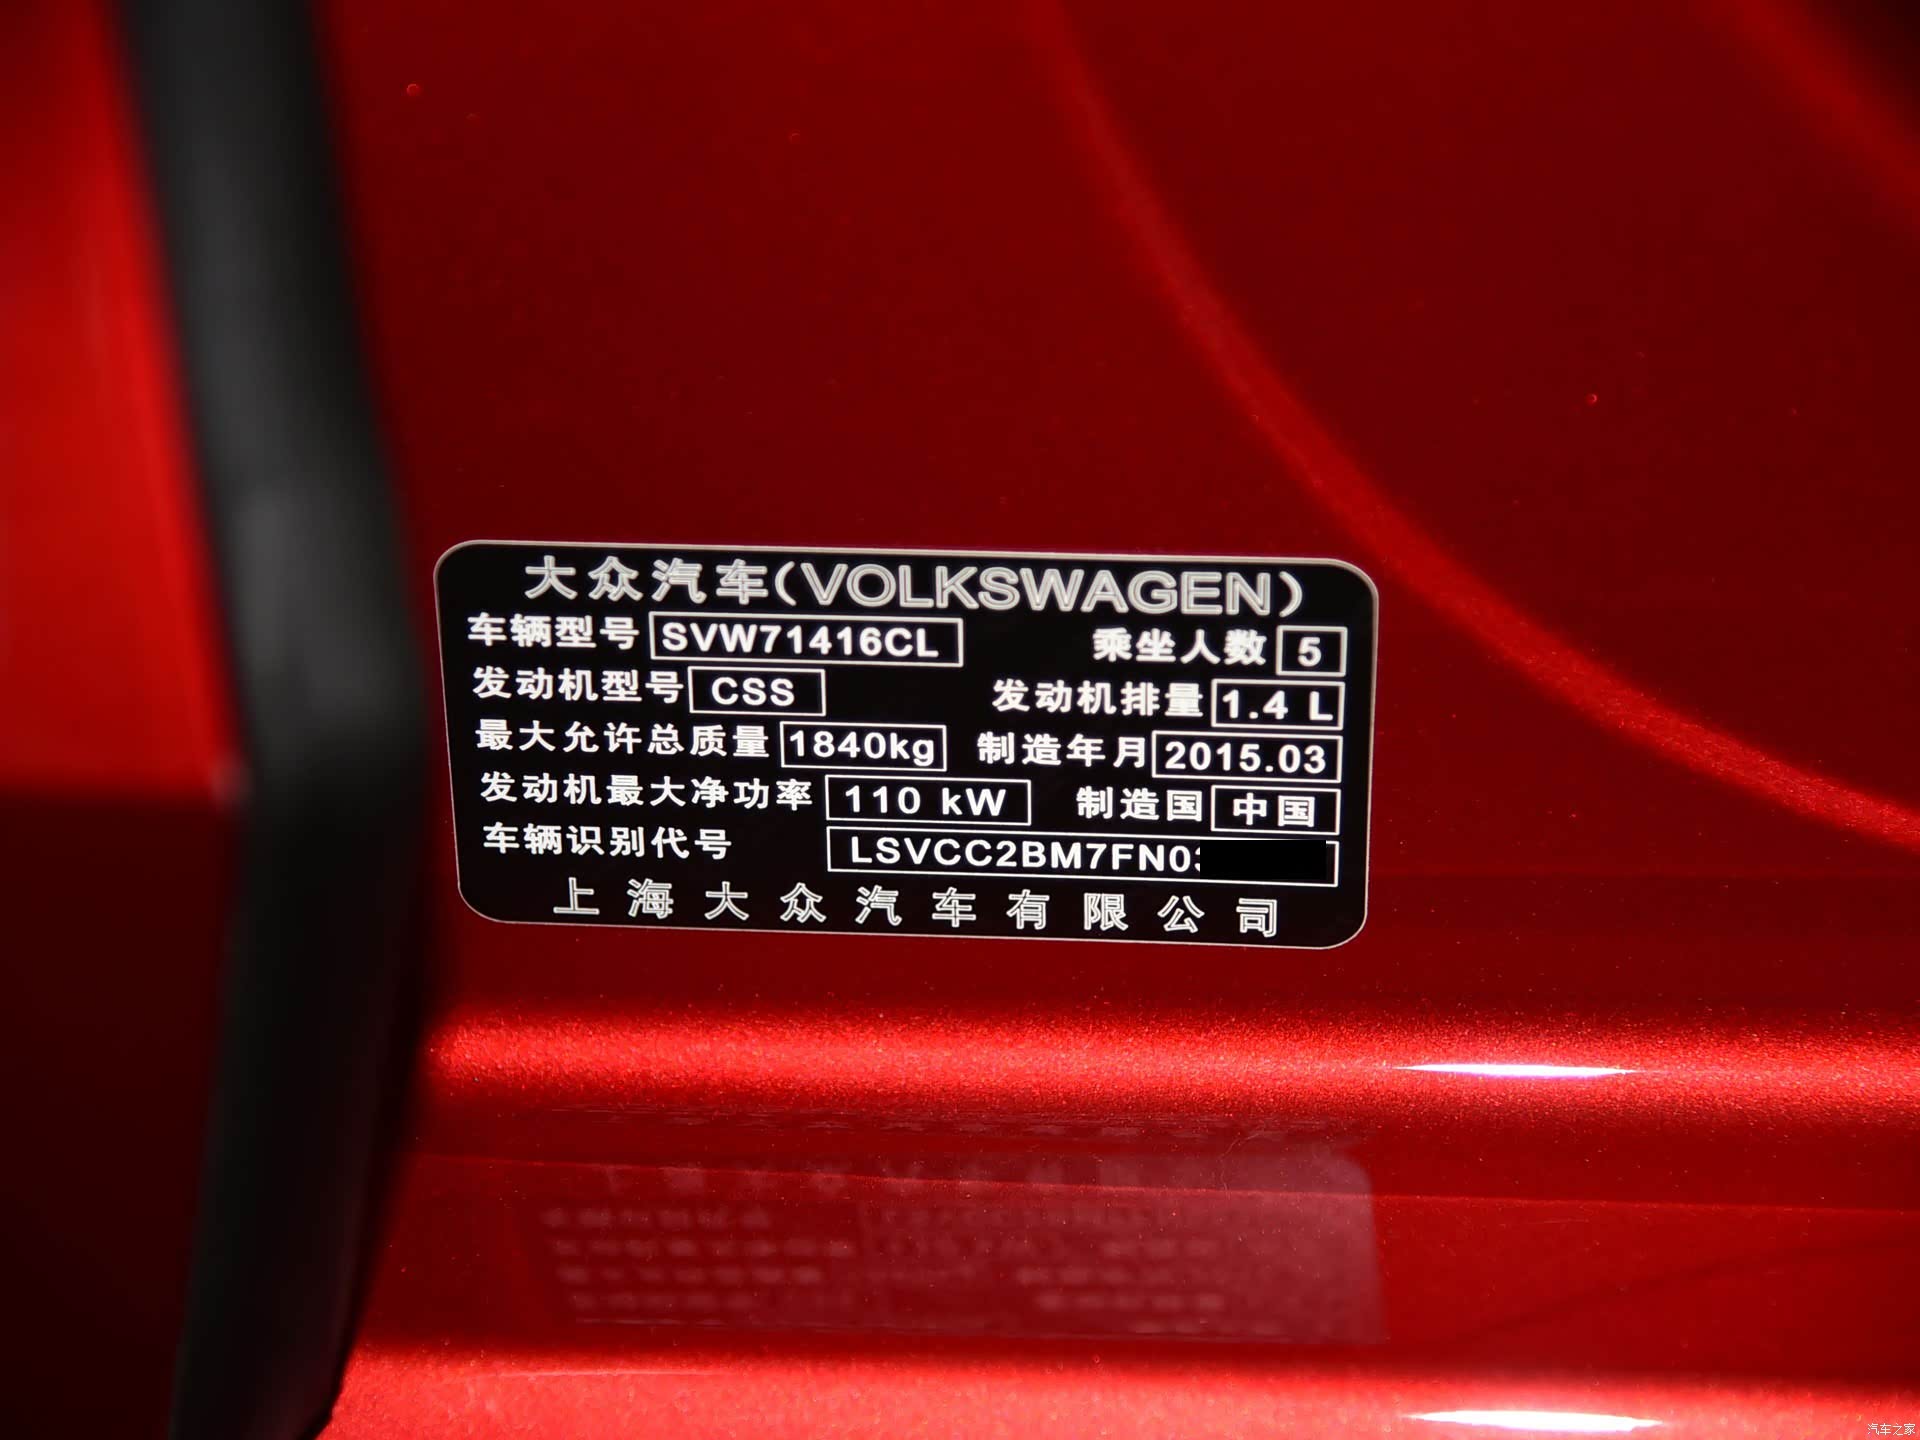 大众汽车(VOLKSWAGEN)
车辆型号 SVW71416CL 乘坐人数 5
发动机型号 CSS 发动机排量 1.4 L
最大允许总质量 1840kg 制造年月 2015.03
发动机最大净功率 110 kW 制造国 中国
车辆识别代号 LSVCC2BM7FN0
上海大众汽车有限公司
汽车之家